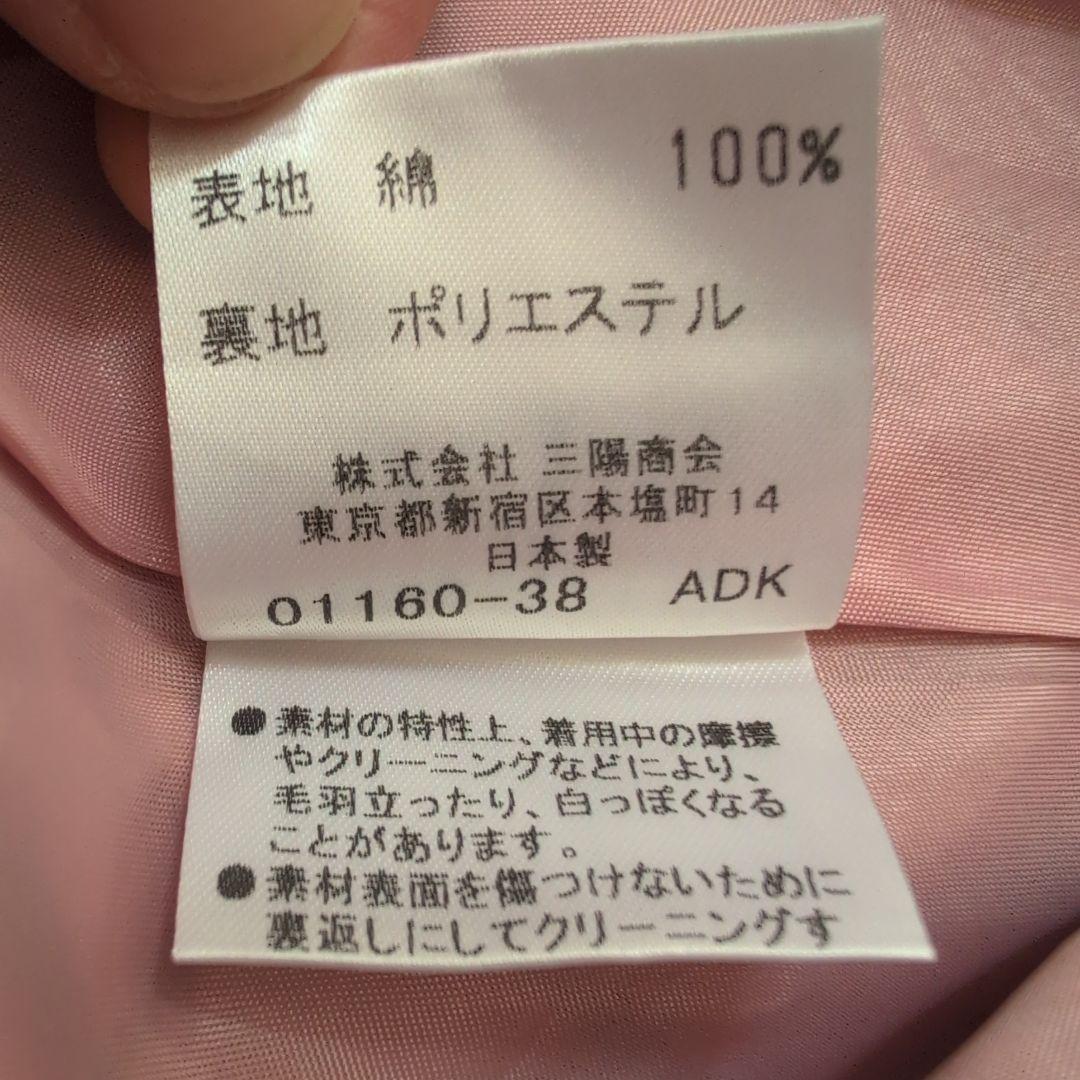 表地 綿 100%
裏地 ポリエステル
株式会社 三陽商会
東京都新宿区本塩町14
日本製
01160-38 ADK
●素材の特性上、着用中の摩擦
やクリーニングなどにより、
毛羽立ったり、白っぽくなる
ことがあります。
●素材表面を傷つけないために
裏返しにしてクリーニングす